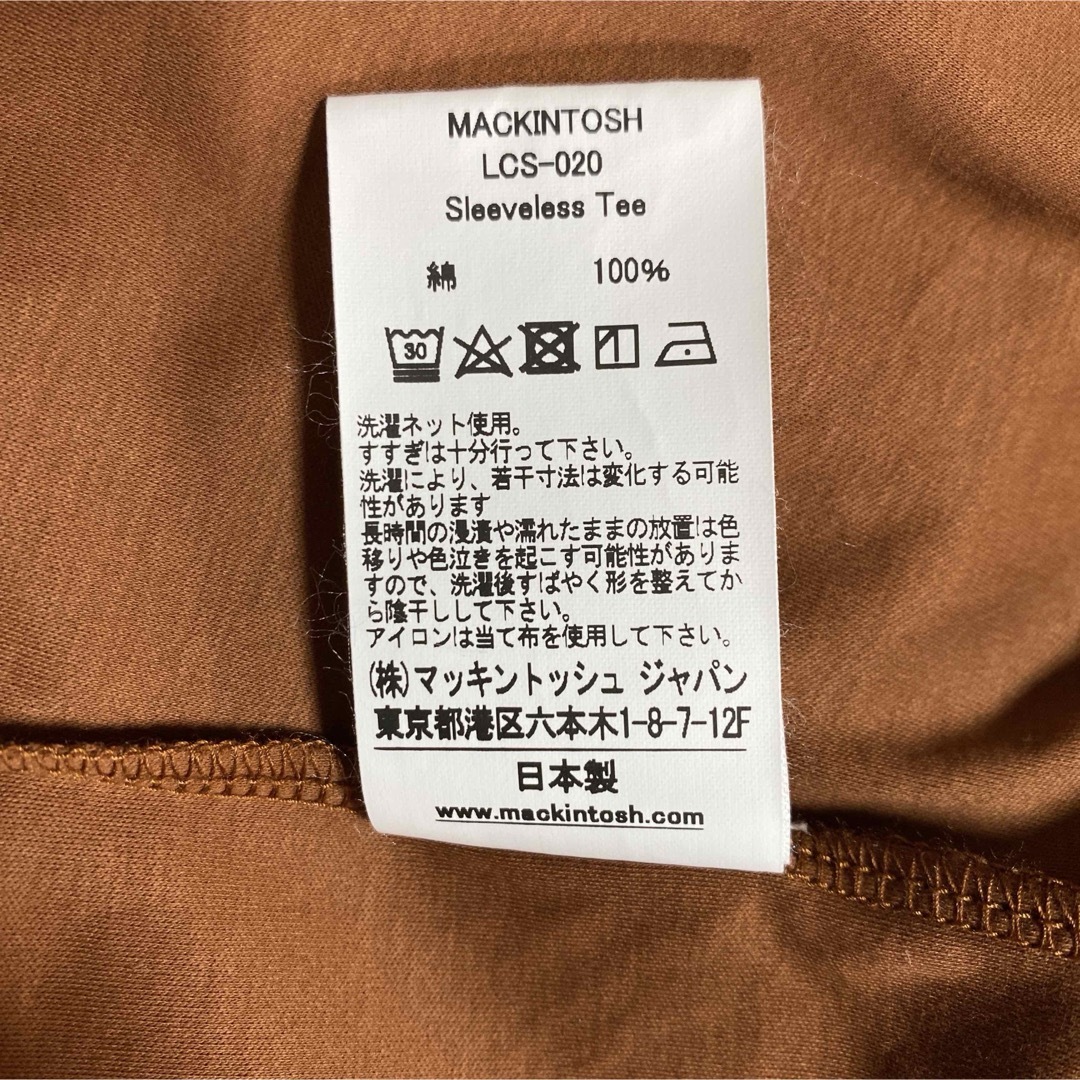 MACKINTOSH
LCS-020
Sleeveless Tee
綿 100%
30
洗濯ネット使用。
すすぎは十分行って下さい。
洗濯により、若干寸法は変化する可能
性があります
長時間の浸漬や濡れたままの放置は色
移りや色泣きを起こす可能性がありま
すので、洗濯後すばやく形を整えてか
ら陰干しして下さい。
アイロンは当て布を使用して下さい。
(株)マッキントッシュ ジャパン
東京都港区六本木1-8-7-12F
日本製
www.mackintosh.com